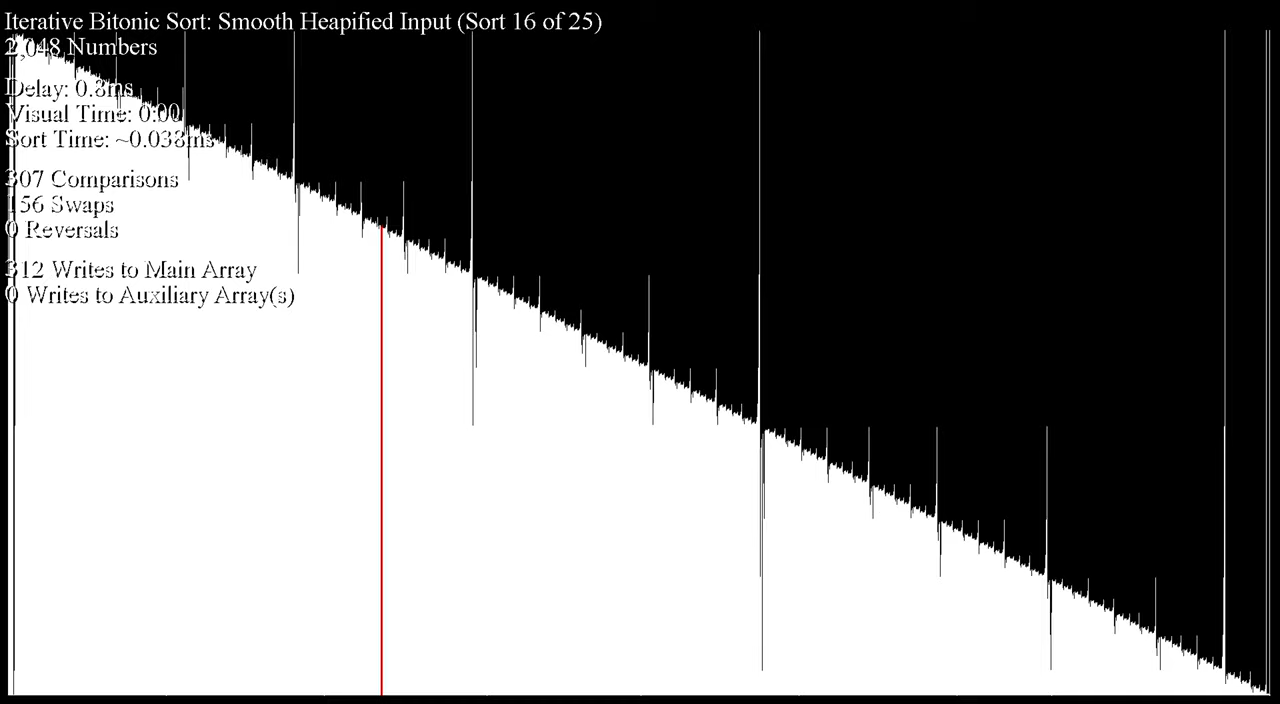 Iterative Bitonic Sort: Smooth Heapified Input (Sort 16 of 25)
2,048 Numbers
Delay: 0.8ms
Visual Time: 0:00
Sort Time: ~0.038ms
307 Comparisons
156 Swaps
0 Reversals
312 Writes to Main Array
0 Writes to Auxiliary Array(s)